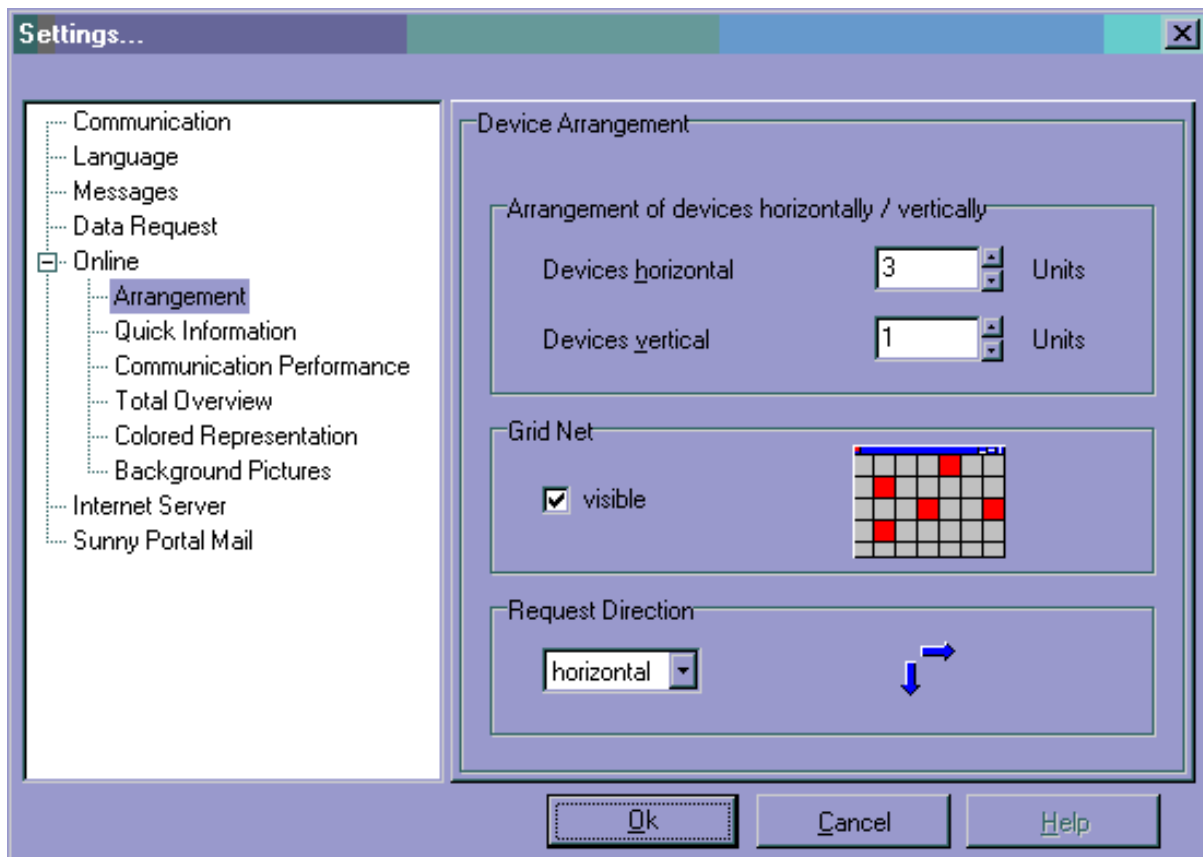 Settings...
Communication
Language
Messages
Data Request
Online
Arrangement
Quick Information
Communication Performance
Total Overview
Colored Representation
Background Pictures
Internet Server
Sunny Portal Mail
Device Arrangement
Arrangement of devices horizontally / vertically
Devices horizontal 3 Units
Devices vertical 1 Units
Grid Net
visible
Request Direction
horizontal
Ok Cancel Help